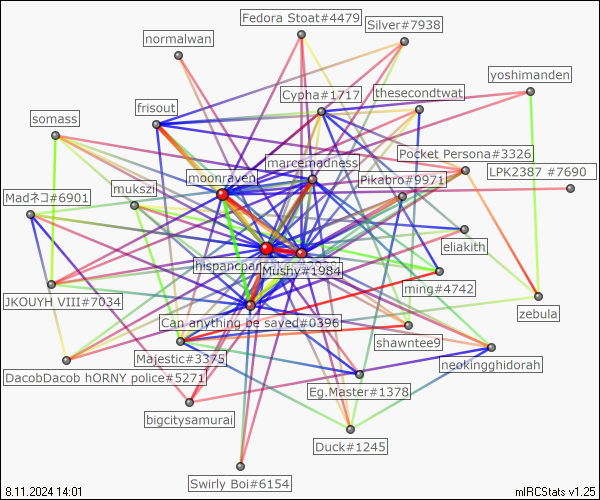 Fedora Stoat#4479
Silver#7938
normalwan
yoshimanden
Cypha#1717
thesecondtwat
frisout
somass
marcemadness
Pocket Persona#3326
LPK2387 #7690
moonraven
Pikabro#9971
mukszi
Madネコ#6901
eliakith
Mushy#1984
ming#4742
JKOUYH VIII#7034
zebula
Can anything be saved#0396
shawntee9
Majestic#3375
neokingghidorah
DacobDacob hORNY police#5271
Eg.Master#1378
bigcitysamurai
Duck#1245
Swirly Boi#6154
8.11.2024 14:01
mIRCStats v1.25